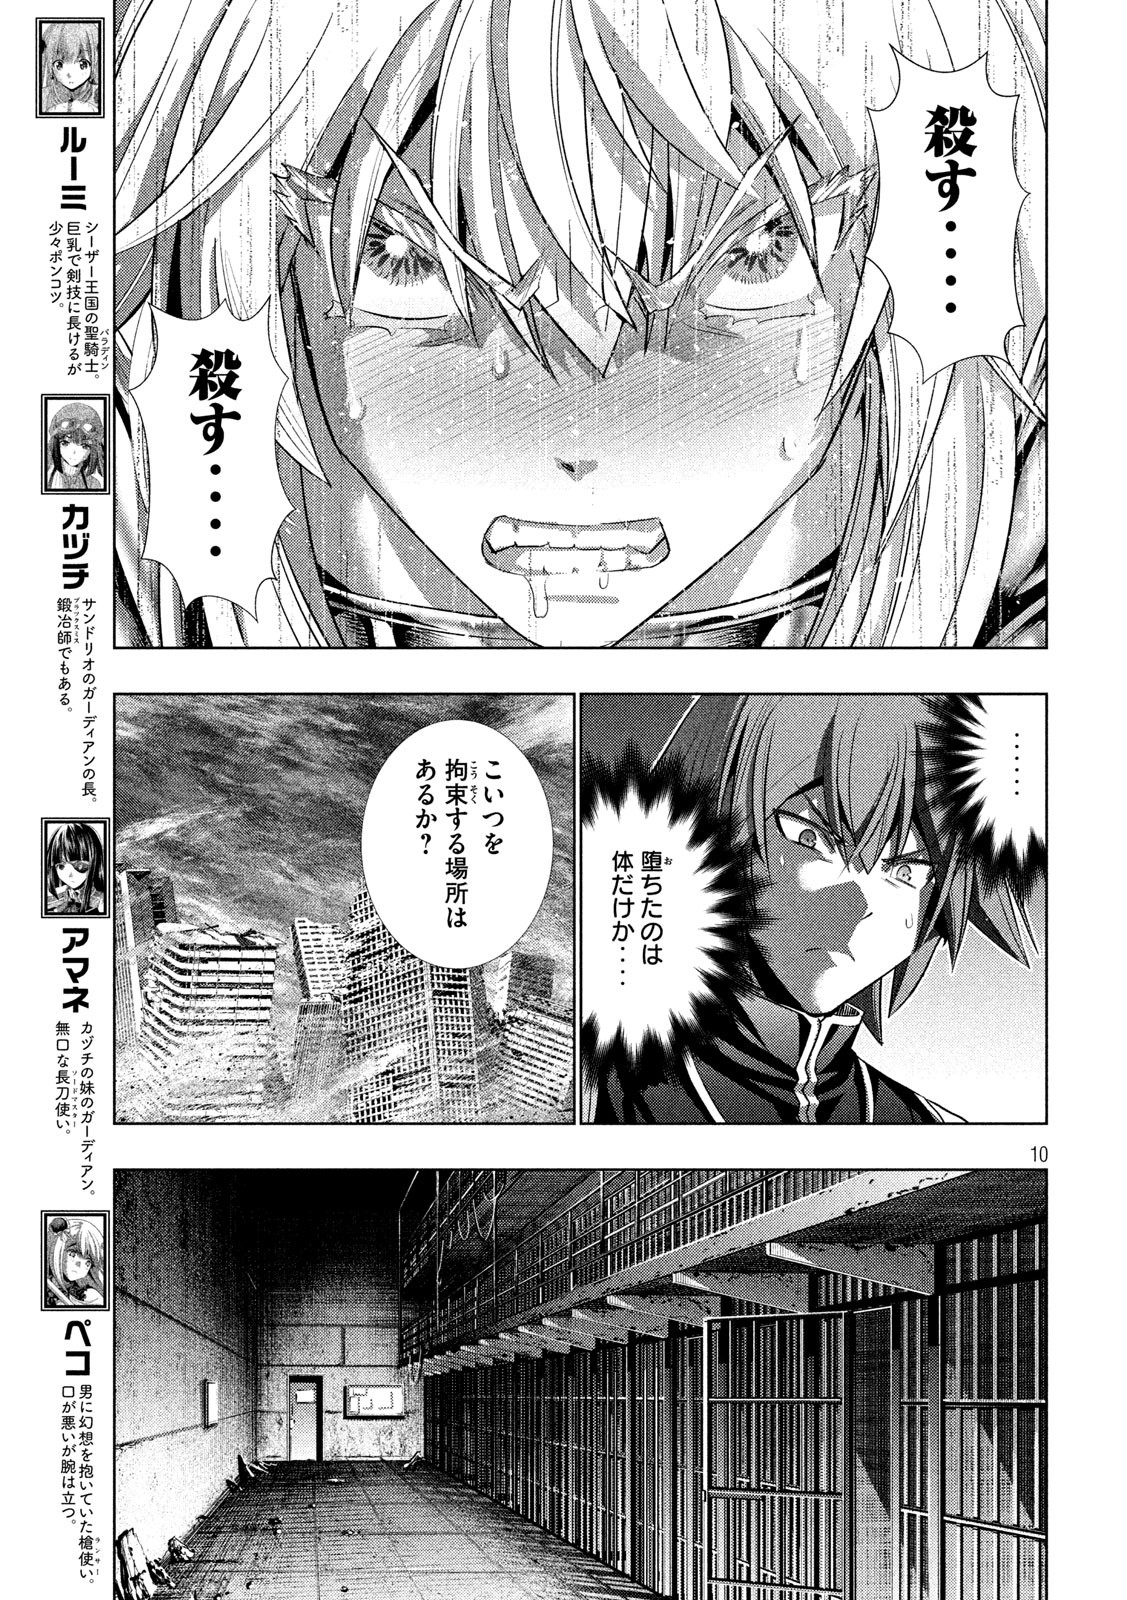 殺す‥‥
殺す‥‥
‥‥‥
堕ちたのは
体だけか‥‥
こいつを
拘束する場所は
あるか？
10
ルーミ
シーザー王国の聖騎士。
巨乳で剣技に長けるが
少々ポンコツ。
カヅチ
サンドリオのガーディアンの長。
鍛冶師でもある。
アマネ
カヅチの妹のガーディアン。
無口な長刀使い。
ペコ
男に幻想を抱いていた槍使い。
口が悪いが腕は立つ。